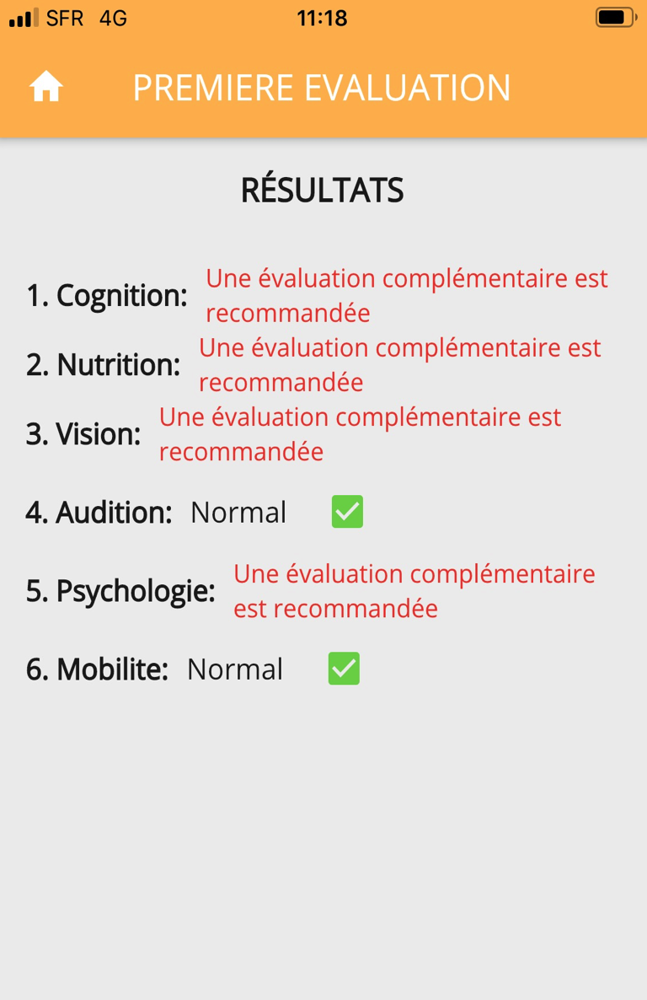 SFR 4G 11:18
PREMIERE EVALUATION
RÉSULTATS
1. Cognition: Une évaluation complémentaire est
recommandée
2. Nutrition: Une évaluation complémentaire est
recommandée
3. Vision: Une évaluation complémentaire est
recommandée
4. Audition: Normal
5. Psychologie: Une évaluation complémentaire
est recommandée
6. Mobilite: Normal